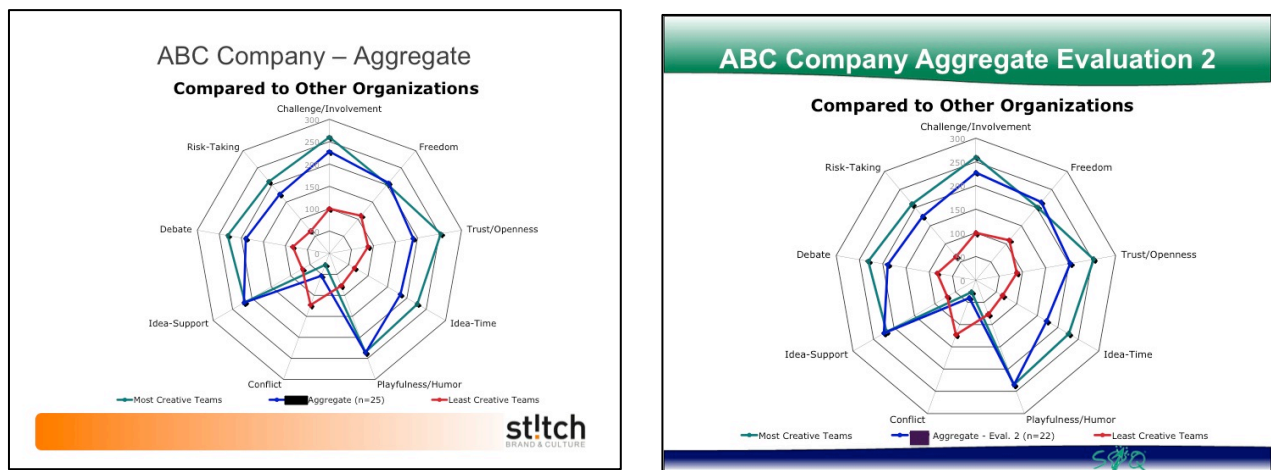 ABC Company – Aggregate
Compared to Other Organizations
Challenge/Involvement
300
250
200
150
100
50
0
Freedom
Trust/Openness
Idea-Time
Playfulness/Humor
Conflict
Idea-Support
Debate
Risk-Taking
Most Creative Teams
Aggregate (n=25)
Least Creative Teams
st!tch
BRAND & CULTURE
ABC Company Aggregate Evaluation 2
Compared to Other Organizations
Challenge/Involvement
300
250
200
150
100
50
0
Freedom
Trust/Openness
Idea-Time
Playfulness/Humor
Conflict
Idea-Support
Debate
Risk-Taking
Most Creative Teams
Aggregate - Eval. 2 (n=22)
Least Creative Teams